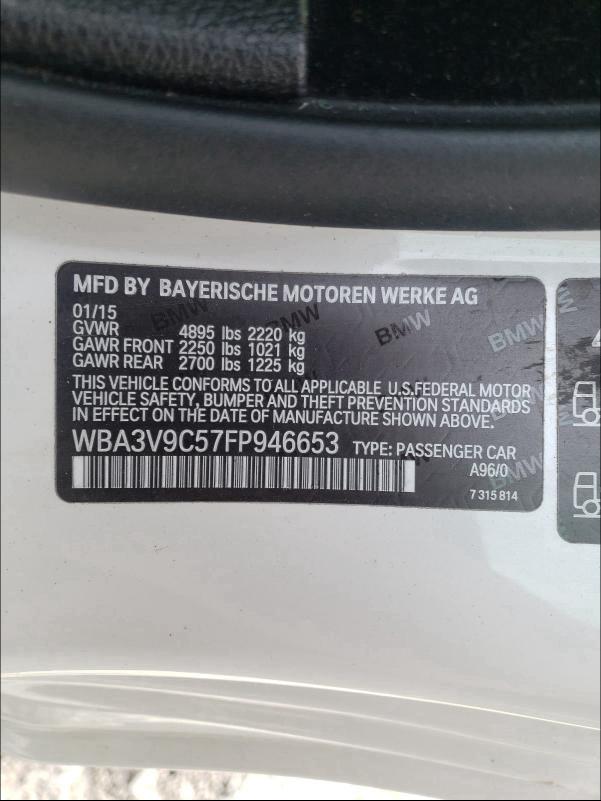 MFD BY BAYERISCHE MOTOREN WERKE AG
01/15
GVWR 4895 lbs 2220 kg
GAWR FRONT 2250 lbs 1021 kg
GAWR REAR 2700 lbs 1225 kg
THIS VEHICLE CONFORMS TO ALL APPLICABLE U.S.FEDERAL MOTOR
VEHICLE SAFETY, BUMPER AND THEFT PREVENTION STANDARDS
IN EFFECT ON THE DATE OF MANUFACTURE SHOWN ABOVE.
WBA3V9C57FP946653 TYPE: PASSENGER CAR
A96/0
7 315 814